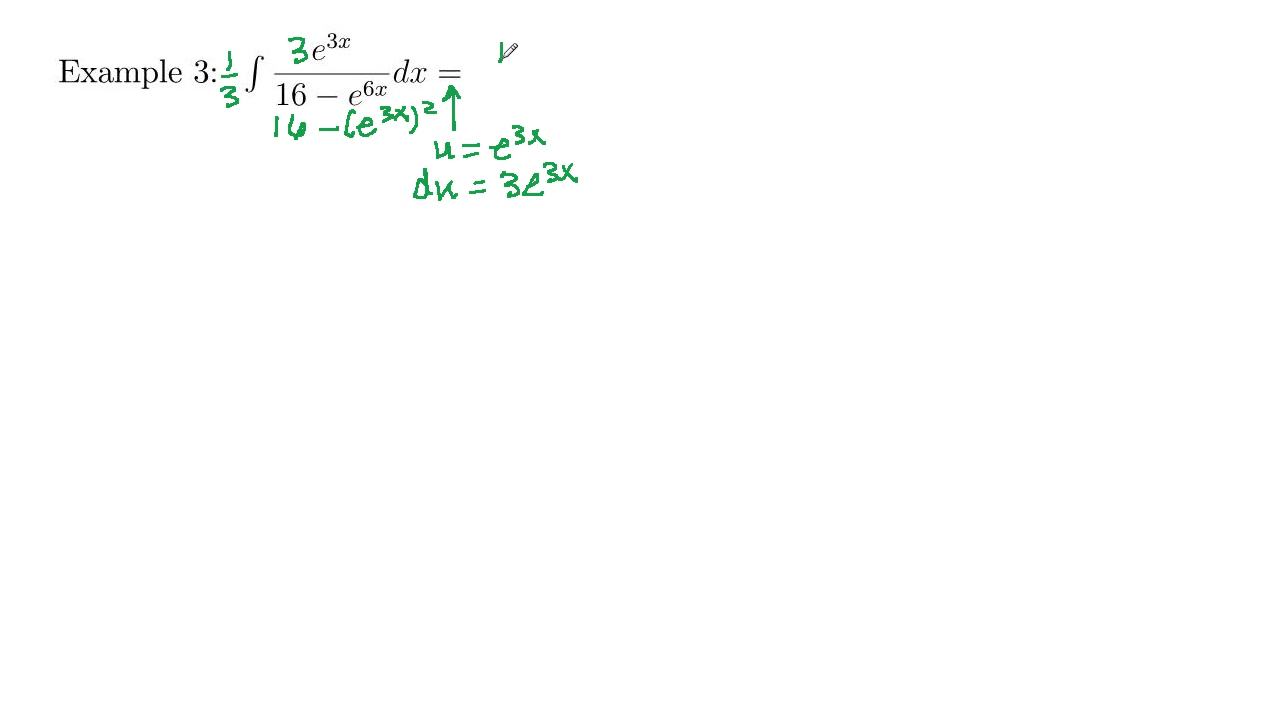 Example 3: 1/3 ∫ 3e^{3x} / (16 − e^{6x}) dx =
16 − (e^{3x})^2 ↑
u = e^{3x}
du = 3e^{3x}